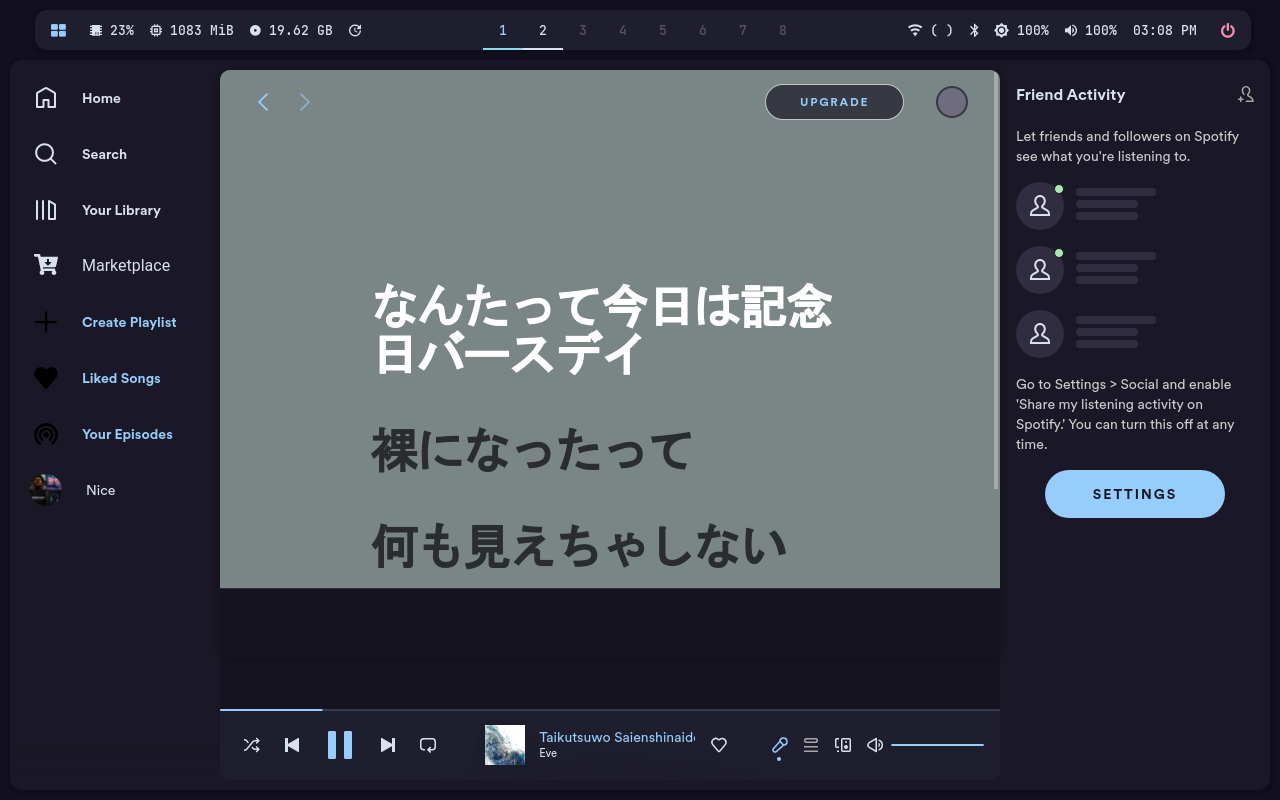 23% 1083 MiB 19.62 GB 1 2 3 4 5 6 7 8 ( ) 100% 100% 03:08 PM
Home
Search
Your Library
Marketplace
Create Playlist
Liked Songs
Your Episodes
Nice
UPGRADE
なんたって今日は記念
日バースデイ
裸になったって
何も見えちゃしない
Friend Activity
Let friends and followers on Spotify
see what you're listening to.
Go to Settings > Social and enable
'Share my listening activity on
Spotify.' You can turn this off at any
time.
SETTINGS
Taikutsuwo Saienshinaid
Eve